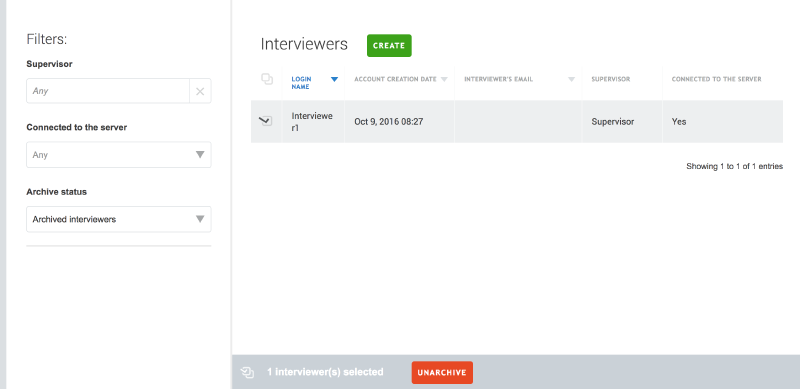 Filters:
Supervisor
Any
Connected to the server
Any
Archive status
Archived interviewers
Interviewers
CREATE
LOGIN
NAME
ACCOUNT CREATION DATE
INTERVIEWER'S EMAIL
SUPERVISOR
CONNECTED TO THE SERVER
Interviewe
r1
Oct 9, 2016 08:27
Supervisor
Yes
Showing 1 to 1 of 1 entries
1 interviewer(s) selected
UNARCHIVE